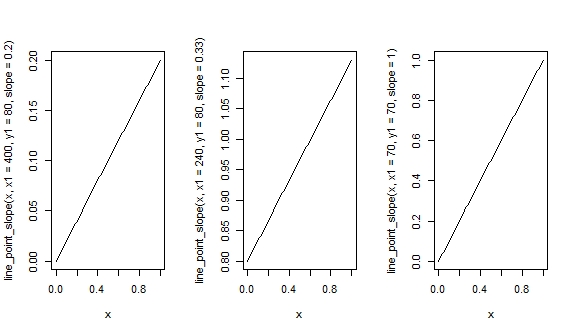 line_point_slope(x, x1 = 400, y1 = 80, slope = 0.2)
0.20
0.15
0.10
0.05
0.00
0.0 0.4 0.8
x
line_point_slope(x, x1 = 240, y1 = 80, slope = 0.33)
1.10
1.05
1.00
0.95
0.90
0.85
0.80
0.0 0.4 0.8
x
line_point_slope(x, x1 = 70, y1 = 70, slope = 1)
1.0
0.8
0.6
0.4
0.2
0.0
0.0 0.4 0.8
x